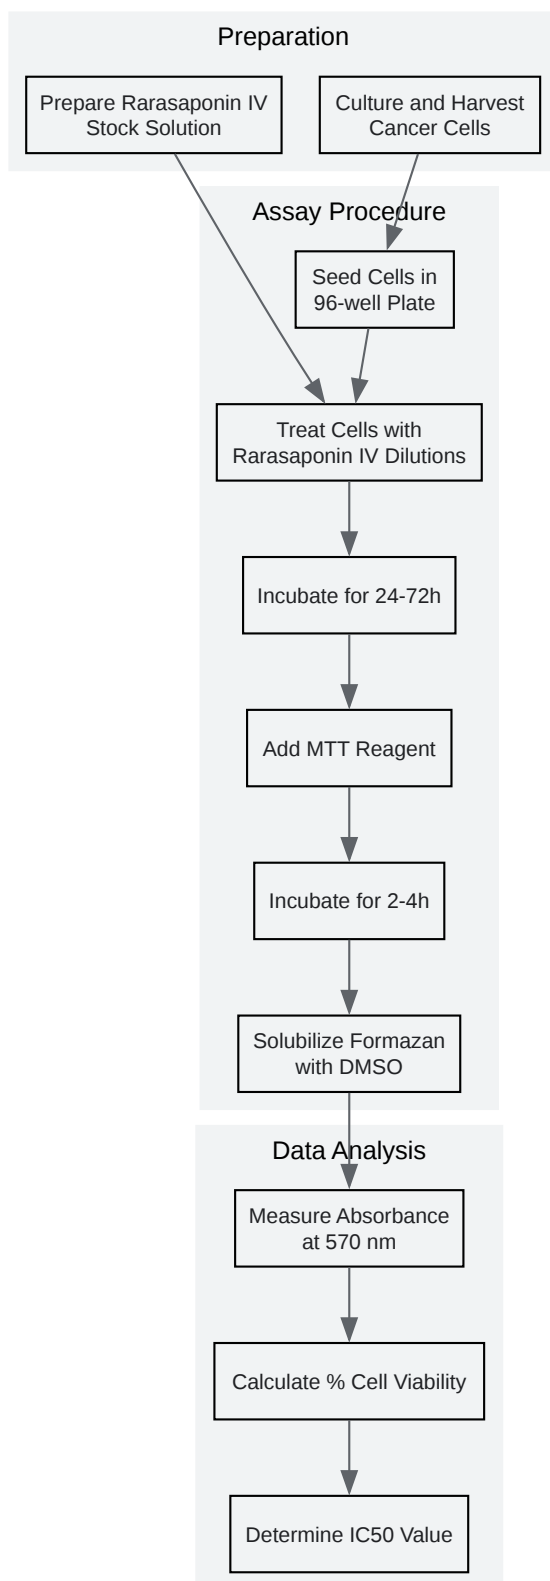 Preparation
Prepare Rarasaponin IV
Stock Solution
Culture and Harvest
Cancer Cells
Assay Procedure
Seed Cells in
96-well Plate
Treat Cells with
Rarasaponin IV Dilutions
Incubate for 24-72h
Add MTT Reagent
Incubate for 2-4h
Solubilize Formazan
with DMSO
Data Analysis
Measure Absorbance
at 570 nm
Calculate % Cell Viability
Determine IC50 Value